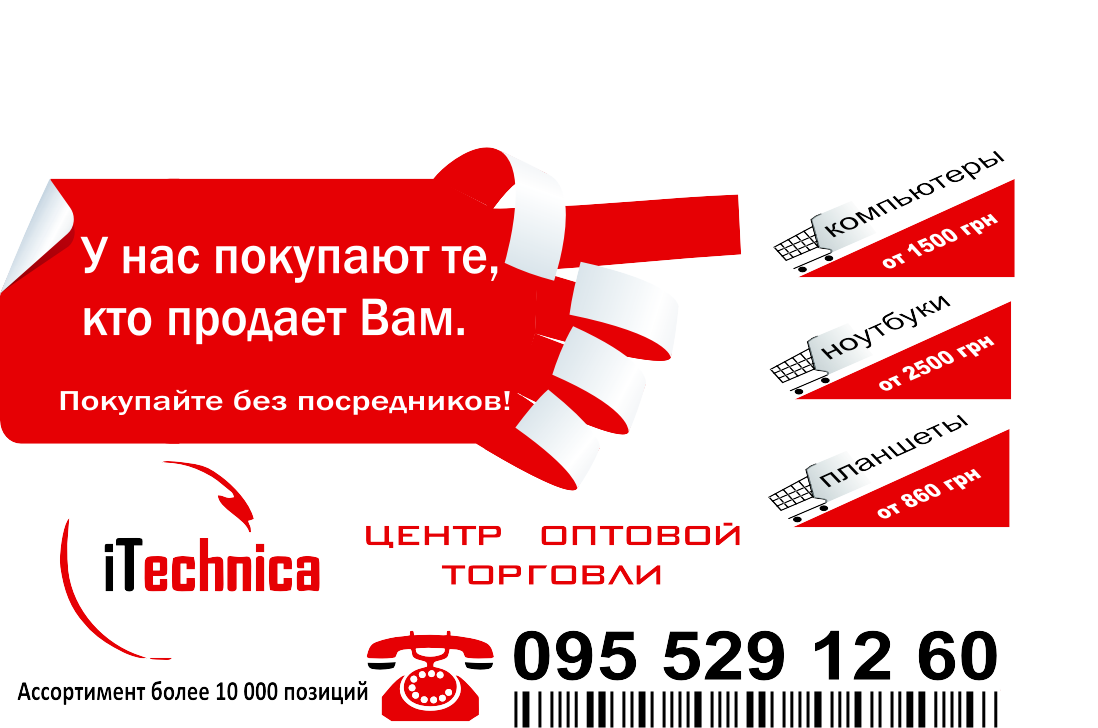 У нас покупают те,
кто продает Вам.
Покупайте без посредников!
компьютеры
от 1500 грн
ноутбуки
от 2500 грн
планшеты
от 860 грн
iTechnica
ЦЕНТР ОПТОВОЙ
ТОРГОВЛИ
095 529 12 60
Ассортимент более 10 000 позиций